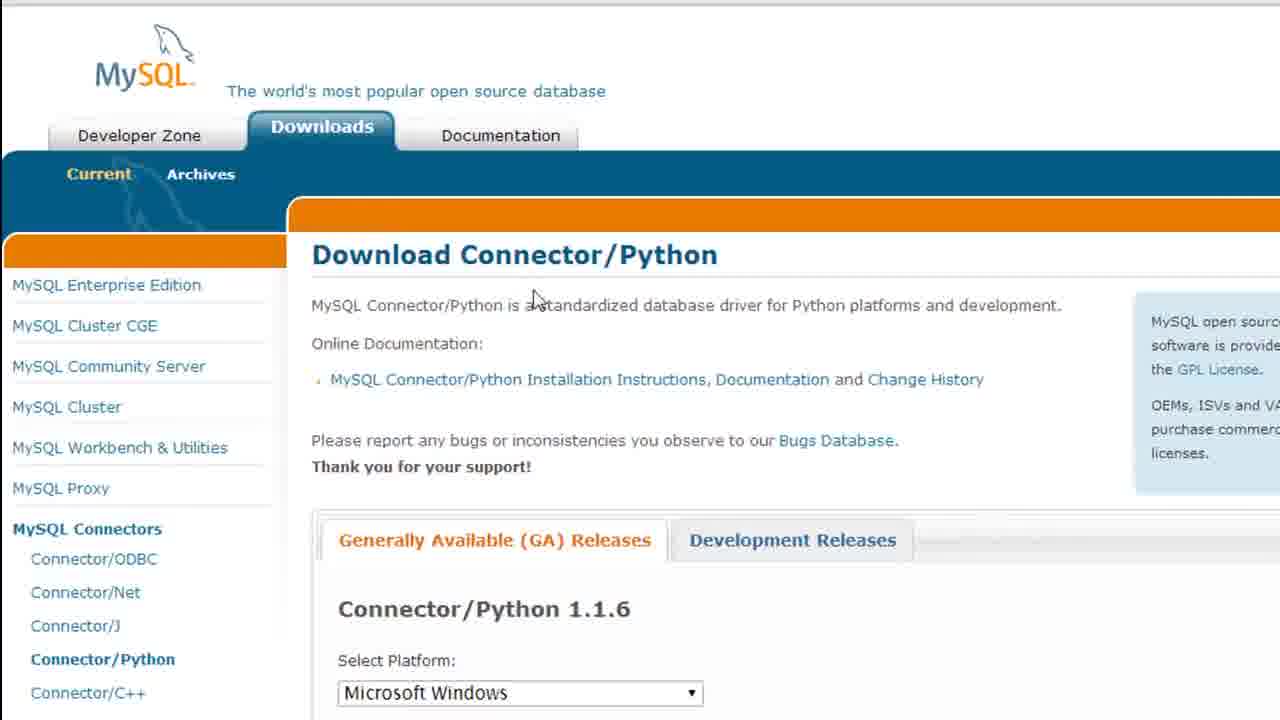 MySQL
The world's most popular open source database
Developer Zone
Downloads
Documentation
Current
Archives
MySQL Enterprise Edition
MySQL Cluster CGE
MySQL Community Server
MySQL Cluster
MySQL Workbench & Utilities
MySQL Proxy
MySQL Connectors
Connector/ODBC
Connector/Net
Connector/J
Connector/Python
Connector/C++
Download Connector/Python
MySQL Connector/Python is a standardized database driver for Python platforms and development.
Online Documentation:
MySQL Connector/Python Installation Instructions, Documentation and Change History
Please report any bugs or inconsistencies you observe to our Bugs Database.
Thank you for your support!
Generally Available (GA) Releases
Development Releases
Connector/Python 1.1.6
Select Platform:
Microsoft Windows
MySQL open source
software is provide
the GPL License.
OEMs, ISVs and VA
purchase commerc
licenses.